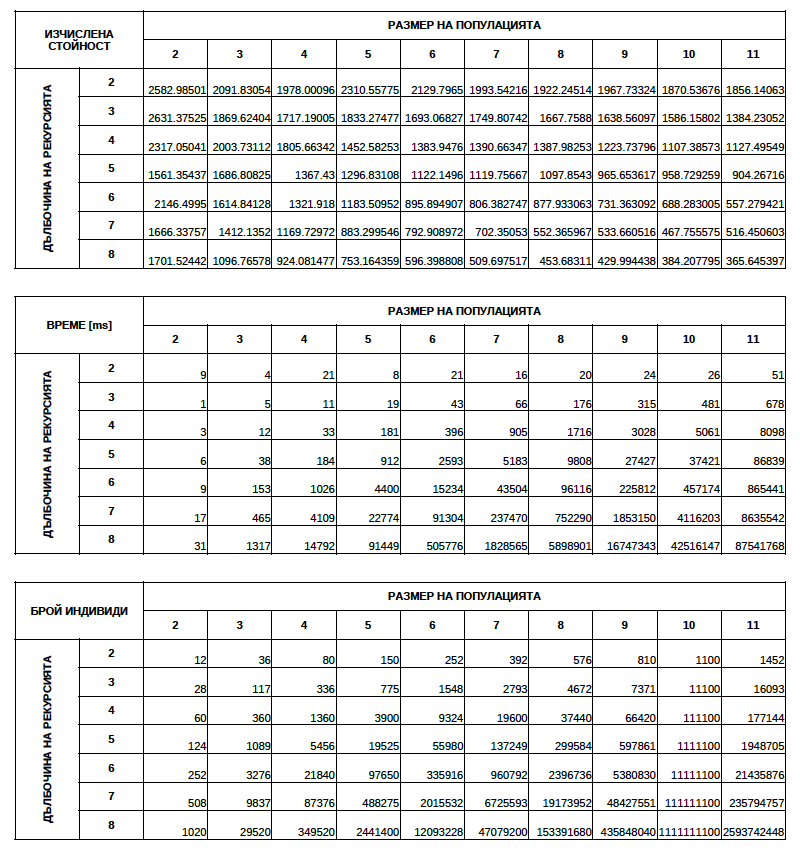 ИЗЧИСЛЕНА СТОЙНОСТ РАЗМЕР НА ПОПУЛАЦИЯТА
2 3 4 5 6 7 8 9 10 11
ДЪЛБОЧИНА НА РЕКУРСИЯТА
2 2582.98501 2091.83054 1978.00096 2310.55775 2129.7965 1993.54216 1922.24514 1967.73324 1870.53676 1856.14063
3 2631.37525 1869.62404 1717.19005 1833.27477 1693.06827 1749.80742 1667.7588 1638.56097 1586.15802 1384.23052
4 2317.05041 2003.73112 1805.66342 1452.58253 1383.9476 1390.66347 1387.98253 1223.73796 1107.38573 1127.49549
5 1561.35437 1686.80825 1367.43 1296.83108 1122.1496 1119.75667 1097.8543 965.653617 958.729259 904.26716
6 2146.4995 1614.84128 1321.918 1183.50952 895.894907 806.382747 877.933063 731.363092 688.283005 557.279421
7 1666.33757 1412.1352 1169.72972 883.299546 792.908972 702.35053 552.365967 533.660516 467.755575 516.450603
8 1701.52442 1096.76578 924.081477 753.164359 596.398808 509.697517 453.68311 429.994438 384.207795 365.645397
ВРЕМЕ [ms] РАЗМЕР НА ПОПУЛАЦИЯТА
2 3 4 5 6 7 8 9 10 11
ДЪЛБОЧИНА НА РЕКУРСИЯТА
2 9 4 21 8 21 16 20 24 26 51
3 1 5 11 19 43 66 176 315 481 678
4 3 12 33 181 396 905 1716 3028 5061 8098
5 6 38 184 912 2593 5183 9808 27427 37421 86839
6 9 153 1026 4400 15234 43504 96116 225812 457174 865441
7 17 465 4109 22774 91304 237470 752290 1853150 4116203 8635542
8 31 1317 14792 91449 505776 1828565 5898901 16747343 42516147 87541768
БРОЙ ИНДИВИДИ РАЗМЕР НА ПОПУЛАЦИЯТА
2 3 4 5 6 7 8 9 10 11
ДЪЛБОЧИНА НА РЕКУРСИЯТА
2 12 36 80 150 252 392 576 810 1100 1452
3 28 117 336 775 1548 2793 4672 7371 11100 16093
4 60 360 1360 3900 9324 19600 37440 66420 111100 177144
5 124 1089 5456 19525 55980 137249 299584 597861 1111100 1948705
6 252 3276 21840 97650 335916 960792 2396736 5380830 11111100 21435876
7 508 9837 87376 488275 2015532 6725593 19173952 48427551 111111100 235794757
8 1020 29520 349520 2441400 12093228 47079200 153391680 435848040 1111111100 2593742448